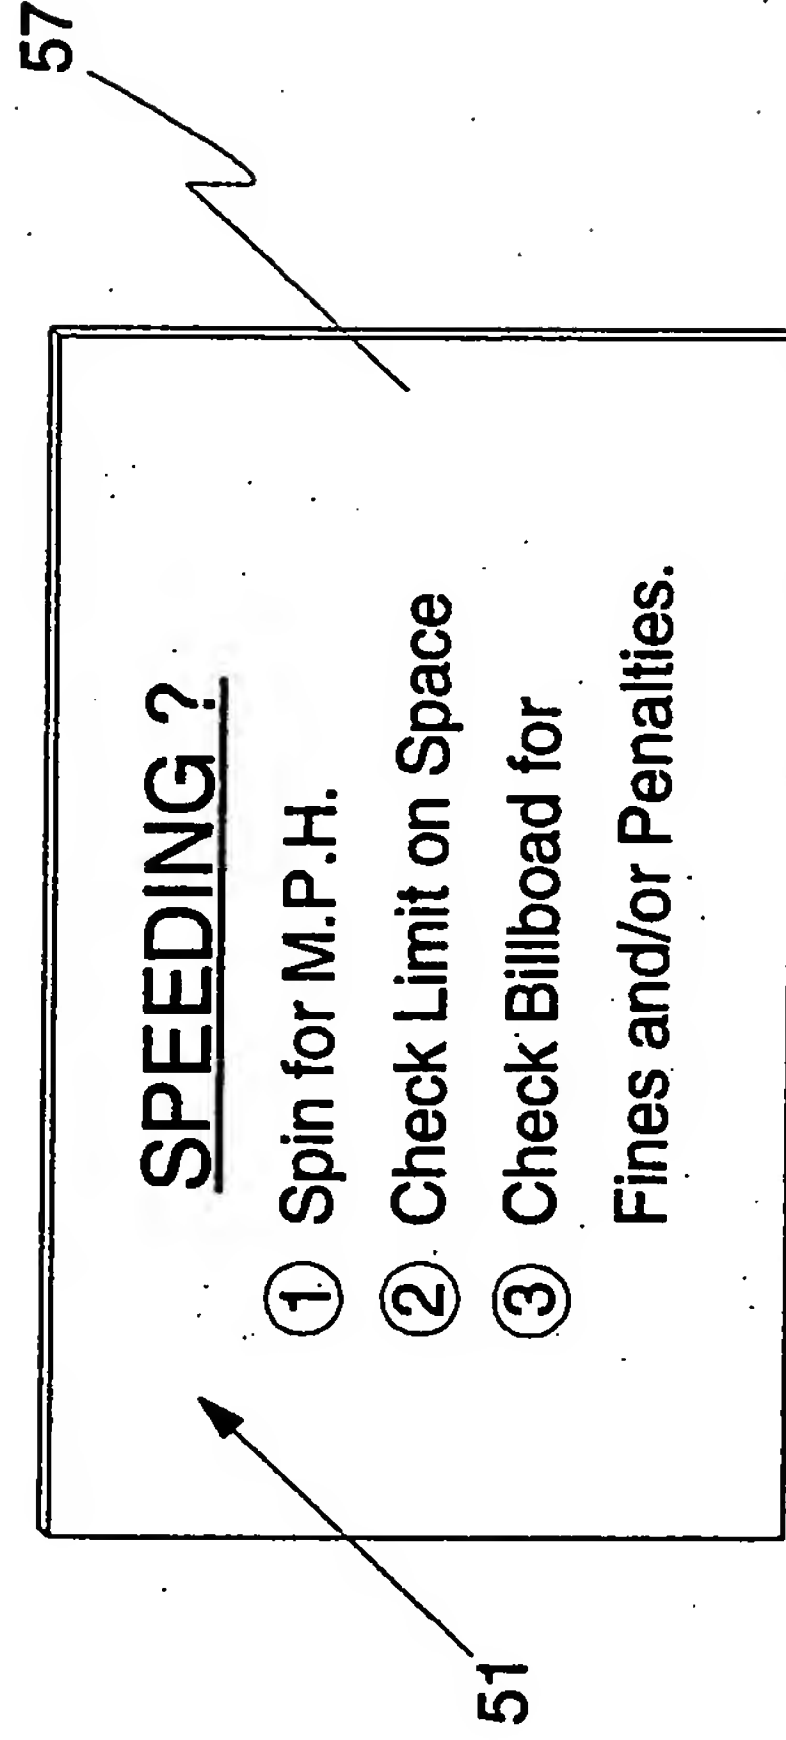 57
SPEEDING ?
1 Spin for M.P.H.
2 Check Limit on Space
3 Check Billboad for
Fines and/or Penalties.
51